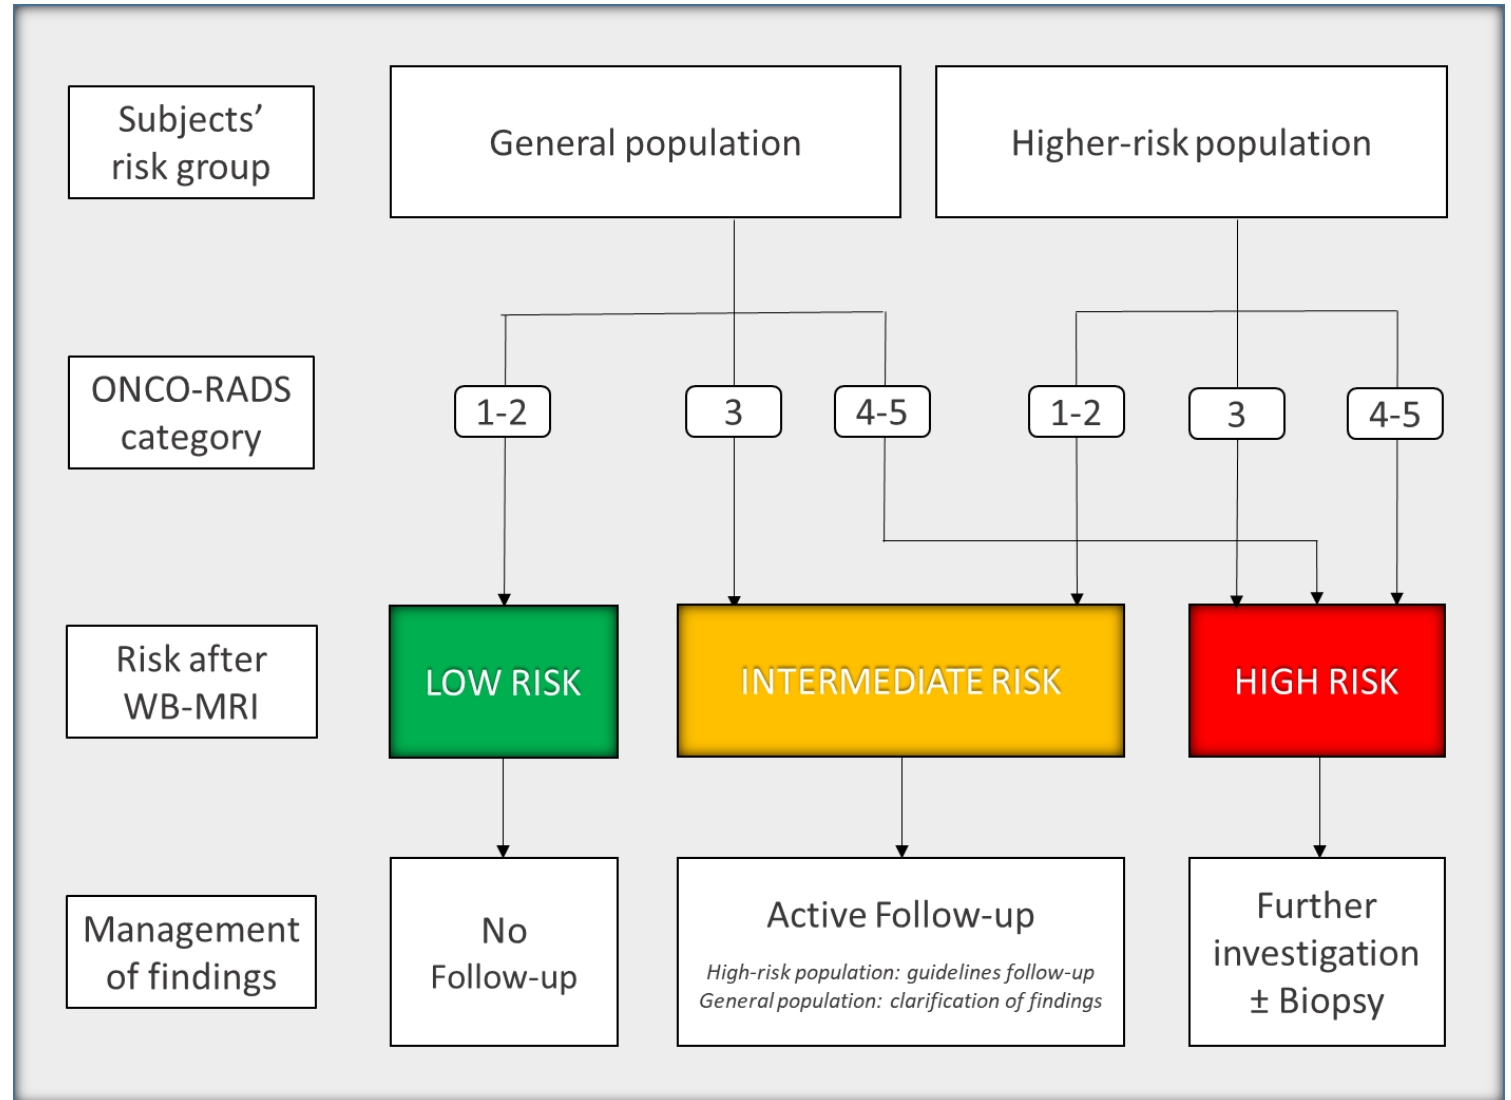 Subjects’
risk group
General population
Higher-risk population
ONCO-RADS
category
1-2
3
4-5
1-2
3
4-5
Risk after
WB-MRI
LOW RISK
INTERMEDIATE RISK
HIGH RISK
Management
of findings
No
Follow-up
Active Follow-up
High-risk population: guidelines follow-up
General population: clarification of findings
Further
investigation
± Biopsy